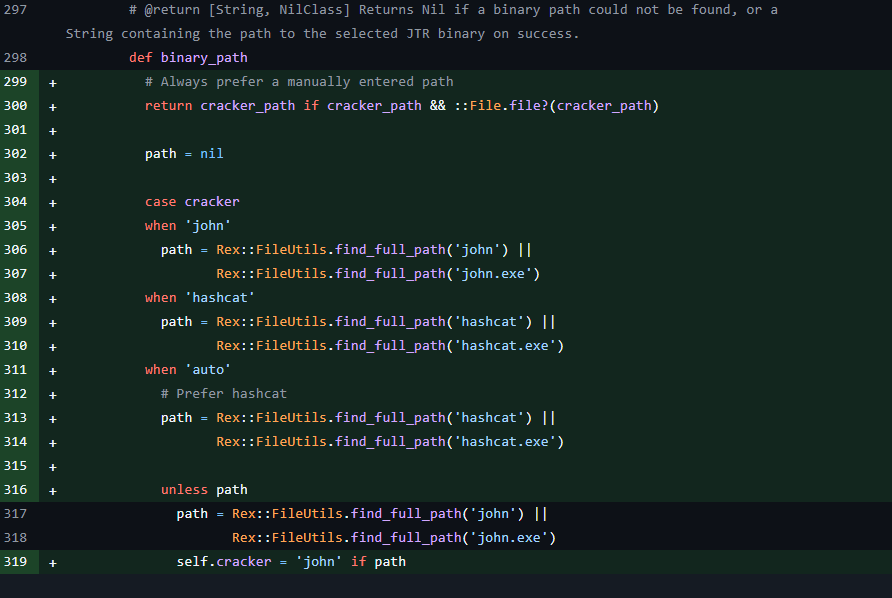 297 # @return [String, NilClass] Returns Nil if a binary path could not be found, or a
String containing the path to the selected JTR binary on success.
298 def binary_path
299 + # Always prefer a manually entered path
300 + return cracker_path if cracker_path && ::File.file?(cracker_path)
301 +
302 + path = nil
303 +
304 + case cracker
305 + when 'john'
306 + path = Rex::FileUtils.find_full_path('john') ||
307 + Rex::FileUtils.find_full_path('john.exe')
308 + when 'hashcat'
309 + path = Rex::FileUtils.find_full_path('hashcat') ||
310 + Rex::FileUtils.find_full_path('hashcat.exe')
311 + when 'auto'
312 + # Prefer hashcat
313 + path = Rex::FileUtils.find_full_path('hashcat') ||
314 + Rex::FileUtils.find_full_path('hashcat.exe')
315 +
316 + unless path
317 path = Rex::FileUtils.find_full_path('john') ||
318 Rex::FileUtils.find_full_path('john.exe')
319 + self.cracker = 'john' if path